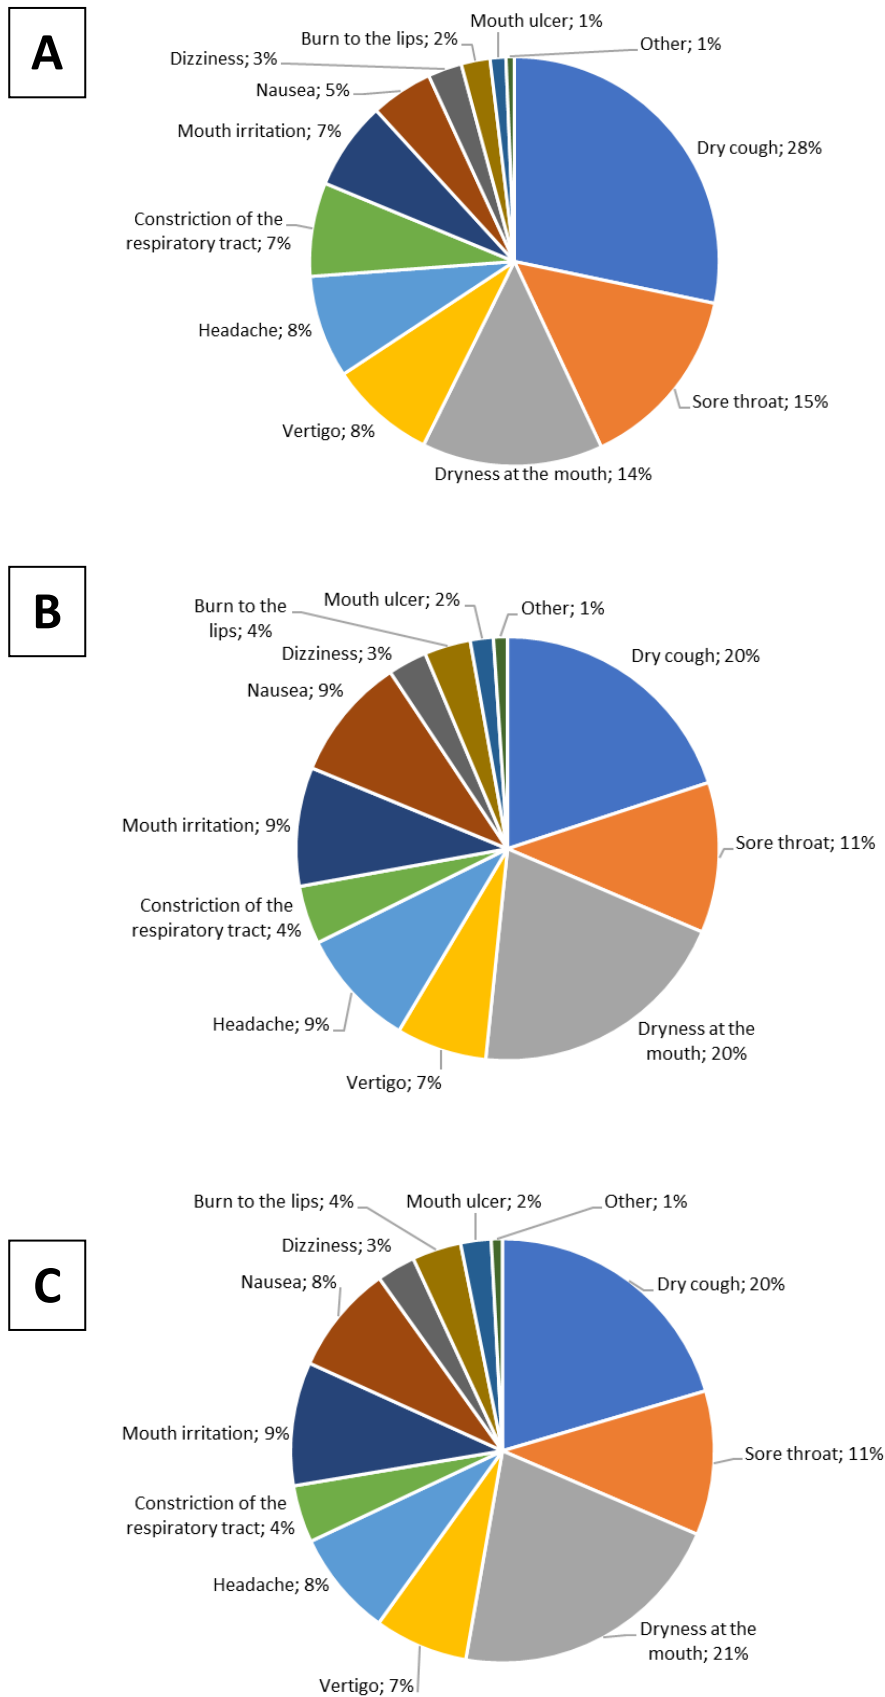 A
Mouth ulcer; 1%
Burn to the lips; 2%
Other; 1%
Dizziness; 3%
Nausea; 5%
Mouth irritation; 7%
Dry cough; 28%
Constriction of the
respiratory tract; 7%
Headache; 8%
Sore throat; 15%
Vertigo; 8%
Dryness at the mouth; 14%
B
Burn to the
lips; 4%
Mouth ulcer; 2%
Other; 1%
Dizziness; 3%
Dry cough; 20%
Nausea; 9%
Mouth irritation; 9%
Sore throat; 11%
Constriction of the
respiratory tract; 4%
Headache; 9%
Dryness at the
mouth; 20%
Vertigo; 7%
C
Burn to the lips; 4%
Mouth ulcer; 2%
Other; 1%
Dizziness; 3%
Nausea; 8%
Dry cough; 20%
Mouth irritation; 9%
Sore throat; 11%
Constriction of the
respiratory tract; 4%
Headache; 8%
Dryness at the
mouth; 21%
Vertigo; 7%